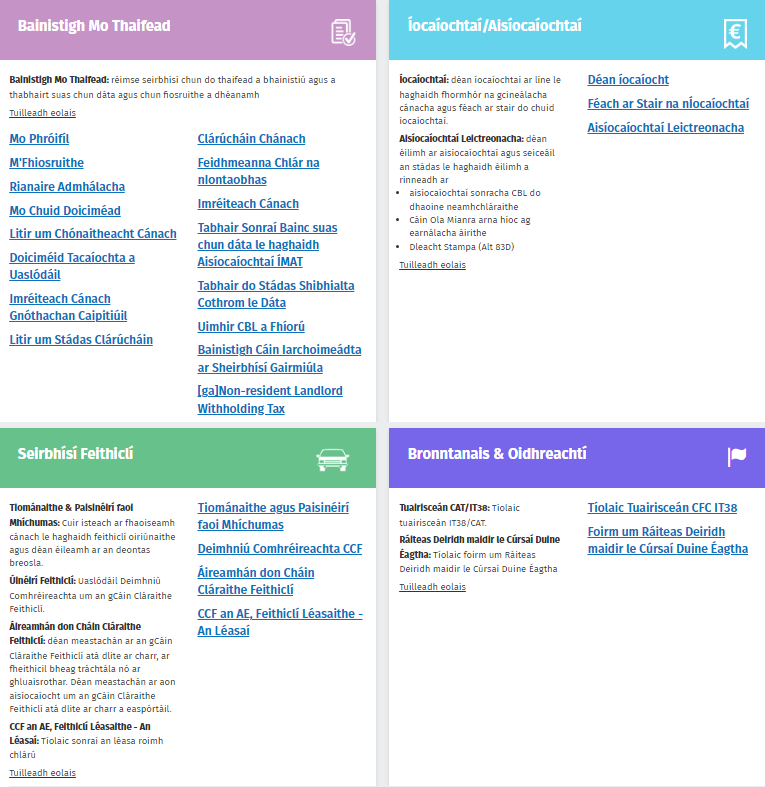 Bainistigh Mo Thaifead
Bainistigh Mo Thaifead: réimse seirbhísí chun do thaifead a bhainistiú agus a
thabhairt suas chun dáta agus chun fiosruithe a dhéanamh
Tuilleadh eolais
Mo Phróifíl
M'Fhiosruithe
Rianaire Admhálacha
Mo Chuid Doiciméad
Litir um Chónaitheacht Cánach
Doiciméid Tacaíochta a
Uaslódáil
Imréiteach Cánach
Gnóthachan Caipitiúil
Litir um Stádas Clárúcháin
Clárúcháin Chánach
Feidhmeanna Chlár na
nIontaobhas
Imréiteach Cánach
Tabhair Sonraí Bainc suas
chun dáta le haghaidh
Aisíocaíochtaí ÍMAT
Tabhair do Stádas Shibhialta
Cothrom le Dáta
Uimhir CBL a Fhíorú
Bainistigh Cáin Iarchoimeádta
ar Sheirbhísí Gairmiúla
[ga]Non-resident Landlord
Withholding Tax
Íocaíochtaí/Aisíocaíochtaí
Íocaíochtaí: déan íocaíochtaí ar líne le
haghaidh fhormhór na gcineálacha
cánacha agus féach ar stair do chuid
íocaíochtaí.
Aisíocaíochtaí Leictreonacha: déan
éilimh ar aisíocaíochtaí agus seiceáil
an stádas le haghaidh éilimh a
rinneadh ar
• aisíocaíochtaí sonracha CBL do
dhaoine neamhchláraithe
• Cáin Ola Mianra arna híoc ag
earnálacha áirithe
• Dleacht Stampa (Alt 83D)
Tuilleadh eolais
Déan íocaíocht
Féach ar Stair na nÍocaíochtaí
Aisíocaíochtaí Leictreonacha
Seirbhísí Feithiclí
Tiománaithe & Paisinéirí faoi
Mhíchumas: Cuir isteach ar fhaoiseamh
cánach le haghaidh feithiclí oiriúnaithe
agus déan éileamh ar an deontas
breosla.
Úinéirí Feithiclí: Uaslódáil Deimhniú
Comhréireachta um an gCáin Cláraithe
Feithiclí.
Áireamhán don Cháin Cláraithe
Feithiclí: déan meastachán ar an gCáin
Cláraithe Feithiclí atá dlite ar charr, ar
fheithicil bheag tráchtála nó ar
ghluaisrothar. Déan meastachán ar aon
aisíocaíocht um an gCáin Cláraithe
Feithiclí atá dlite ar charr a easpórtáil.
CCF an AE, Feithiclí Léasaithe - An
Léasaí: Tíolaic sonraí an léasa roimh
chlárú
Tuilleadh eolais
Tiománaithe agus Paisinéirí
faoi Mhíchumas
Deimhniú Comhréireachta CCF
Áireamhán don Cháin
Cláraithe Feithiclí
CCF an AE, Feithiclí Léasaithe -
An Léasaí
Bronntanais & Oidhreachtí
Tuairisceán CAT/IT38: Tíolaic
tuairisceán IT38/CAT.
Ráiteas Deiridh maidir le Cúrsaí Duine
Éagtha: Tíolaic foirm um Ráiteas
Deiridh maidir le Cúrsaí Duine Éagtha
Tuilleadh eolais
Tíolaic Tuairisceán CFC IT38
Foirm um Ráiteas Deiridh
maidir le Cúrsaí Duine Éagtha